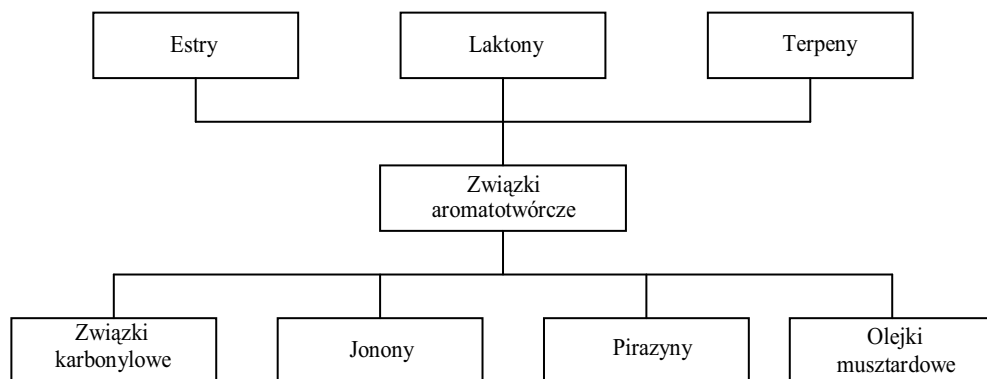 Estry
Laktony
Terpeny
Związki
aromatotwórcze
Związki
karbonylowe
Jonony
Pirazyny
Olejki
musztardowe